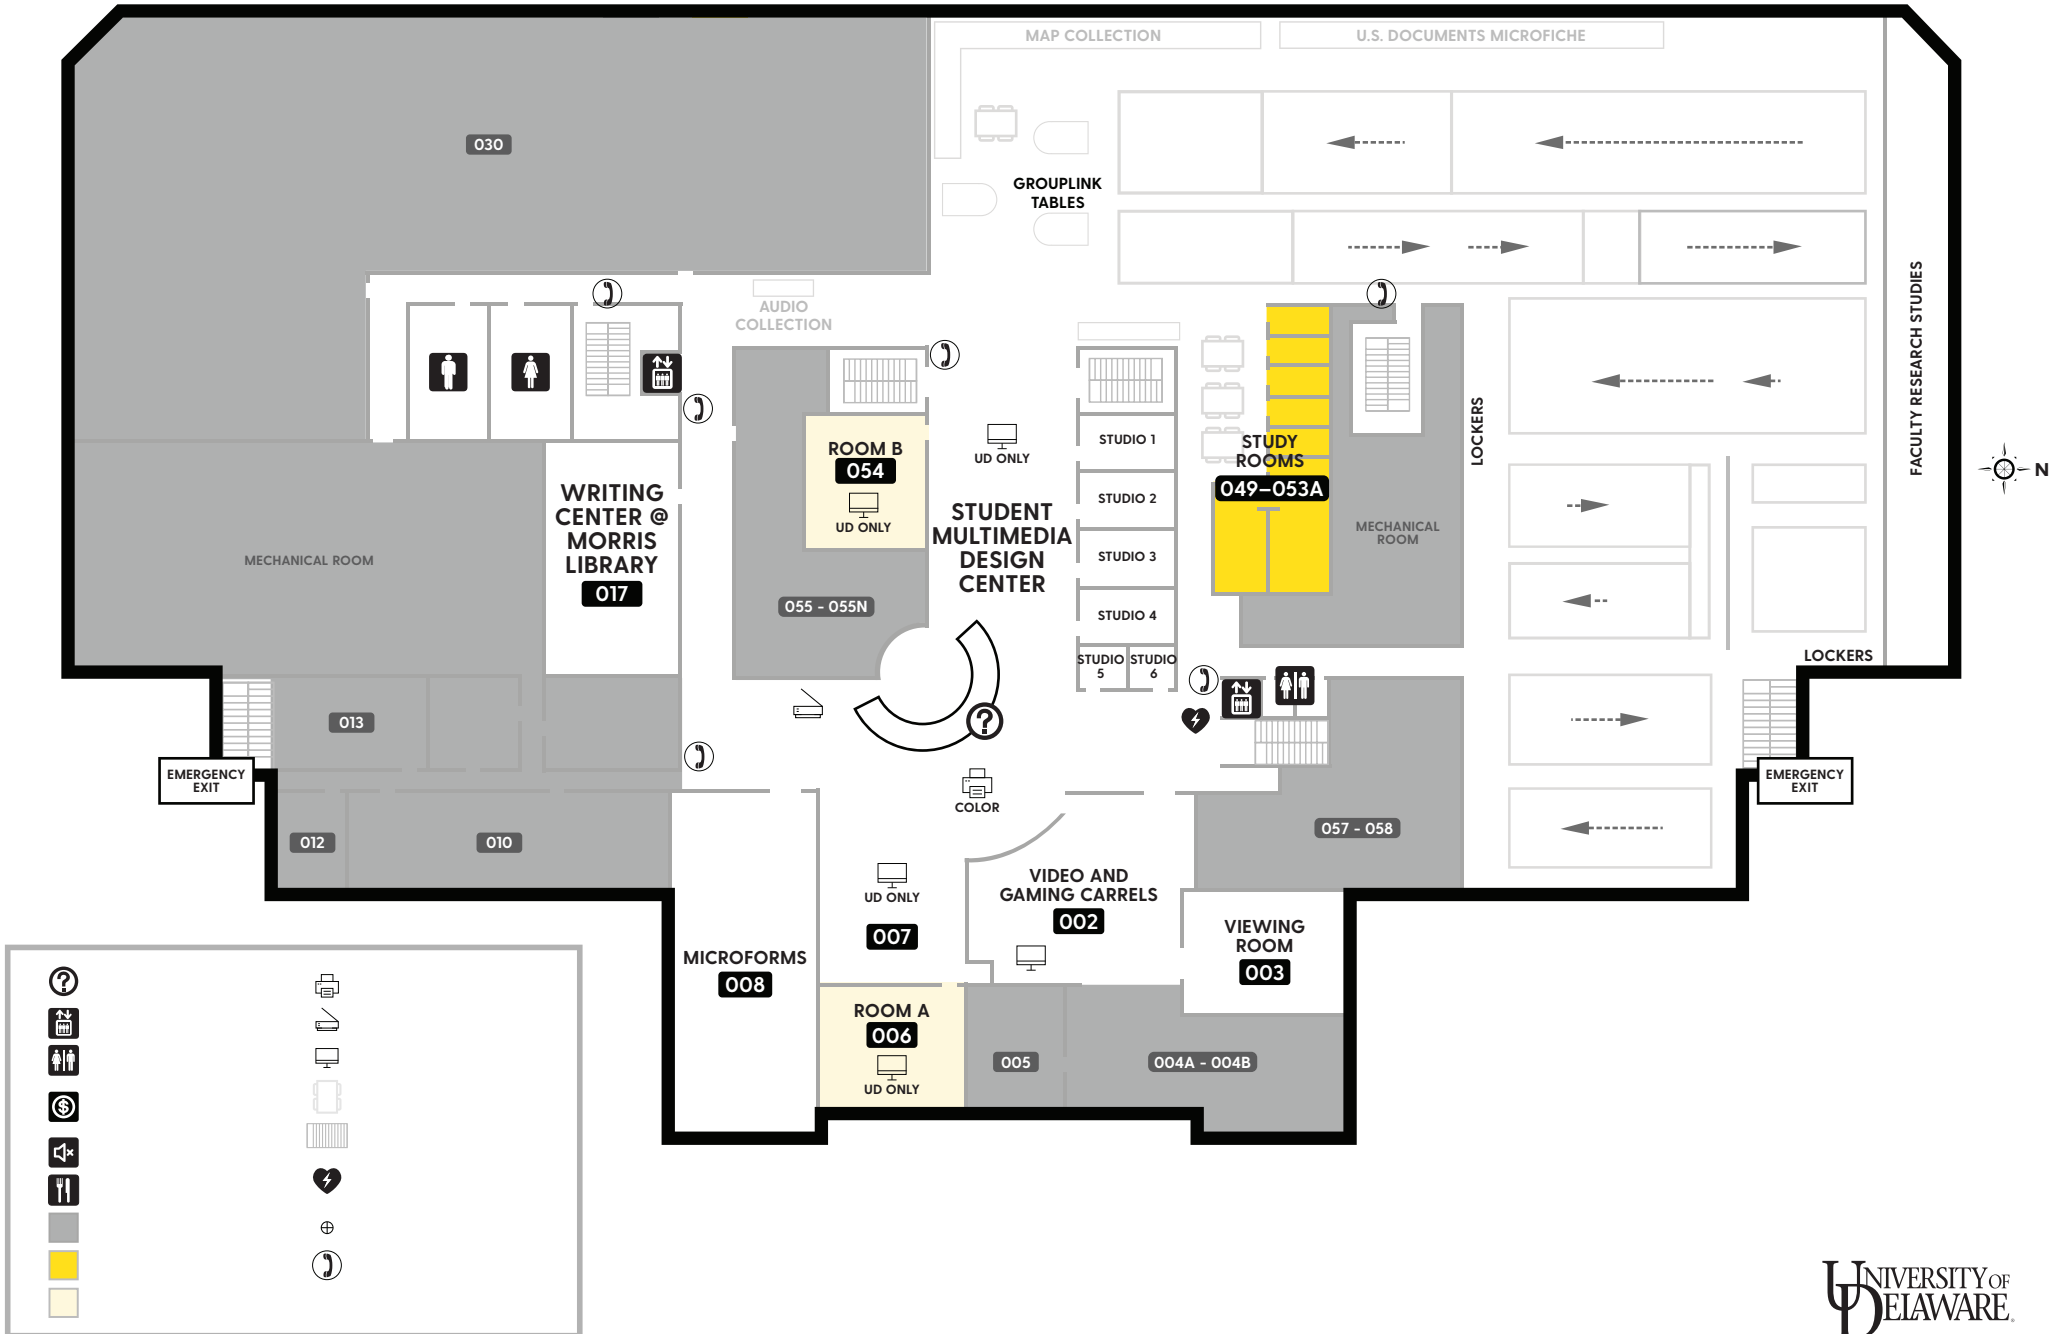 MAP COLLECTION
U.S. DOCUMENTS MICROFICHE
030
GROUPLINK
TABLES
AUDIO
COLLECTION
FACULTY RESEARCH STUDIES
LOCKERS
N
ROOM B
054
UD ONLY
UD ONLY
STUDIO 1
STUDIO 2
STUDIO 3
STUDIO 4
STUDIO
5
STUDIO
6
STUDY
ROOMS
049–053A
MECHANICAL
ROOM
WRITING
CENTER @
MORRIS
LIBRARY
017
STUDENT
MULTIMEDIA
DESIGN
CENTER
MECHANICAL ROOM
055 - 055N
LOCKERS
013
EMERGENCY
EXIT
EMERGENCY
EXIT
COLOR
012
010
057 - 058
UD ONLY
007
VIDEO AND
GAMING CARRELS
002
VIEWING
ROOM
003
MICROFORMS
008
ROOM A
006
UD ONLY
005
004A - 004B
UNIVERSITY OF
DELAWARE